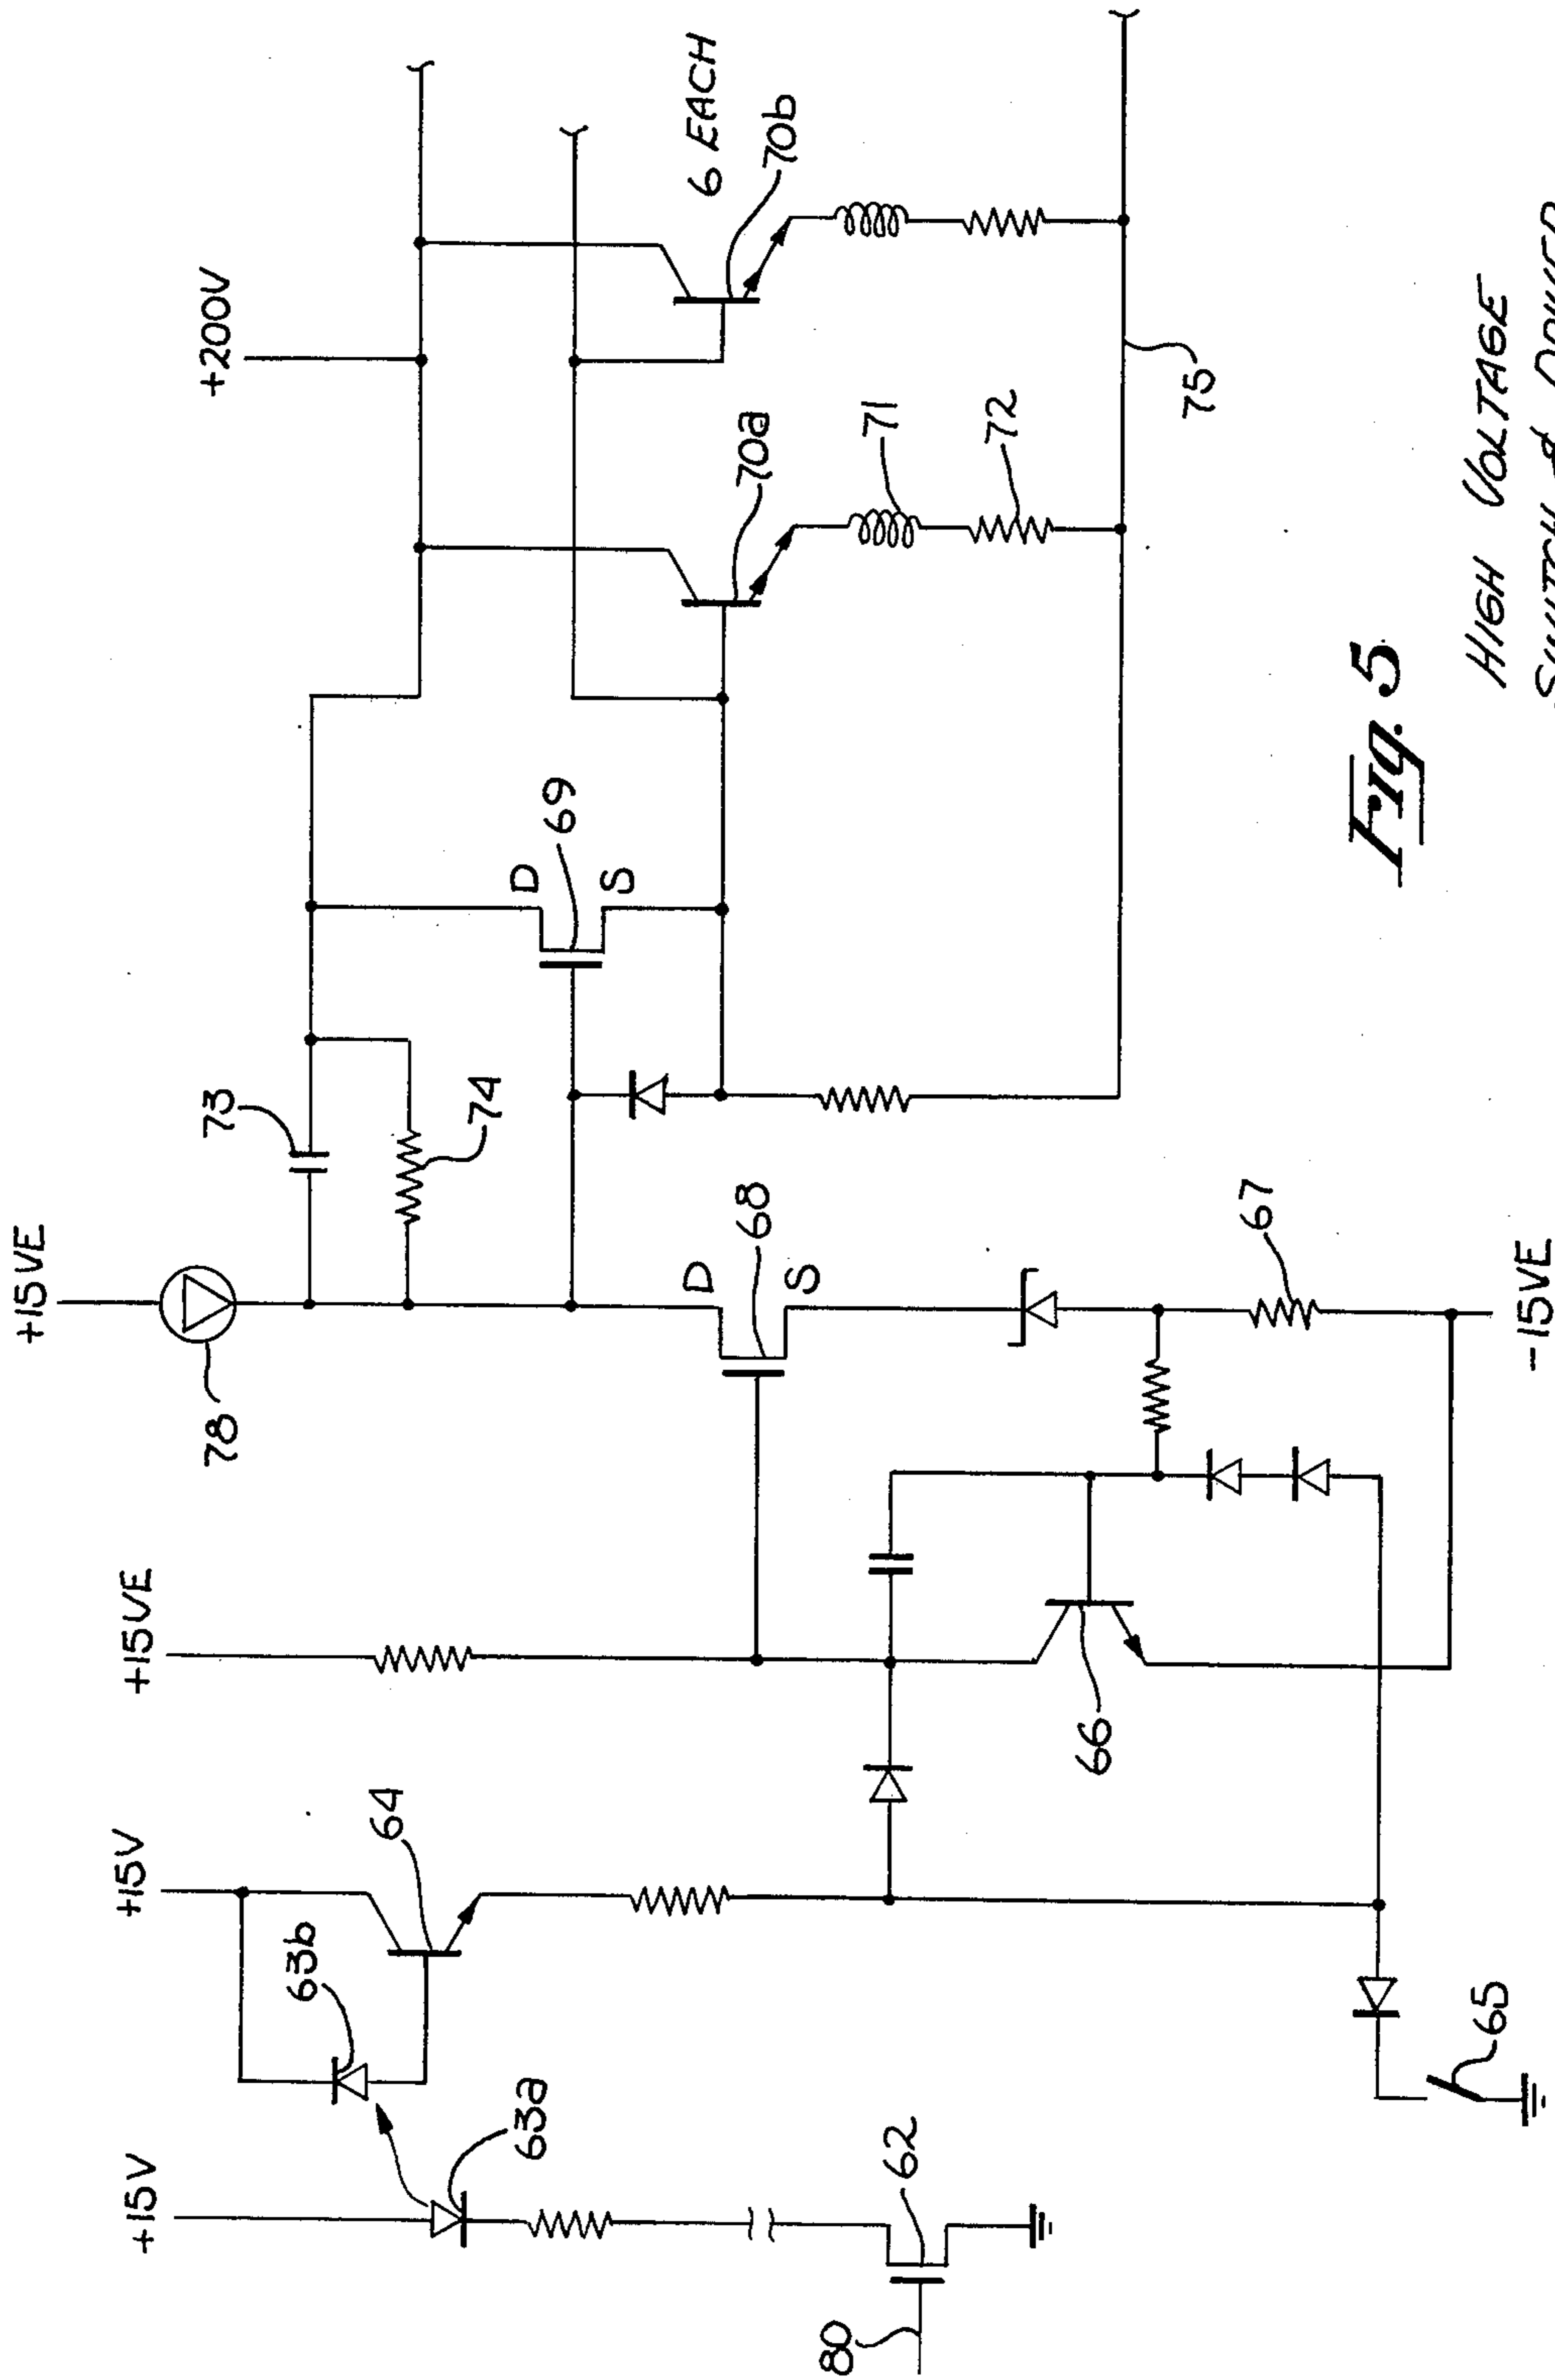 +15V
63a
80
62
63b
+15V
64
65
+15VE
66
+15VE
78
68
D
S
67
-15VE
73
74
D
S
69
+200V
70a
71
72
6 EACH
70b
75
Fig. 5
HIGH VOLTAGE